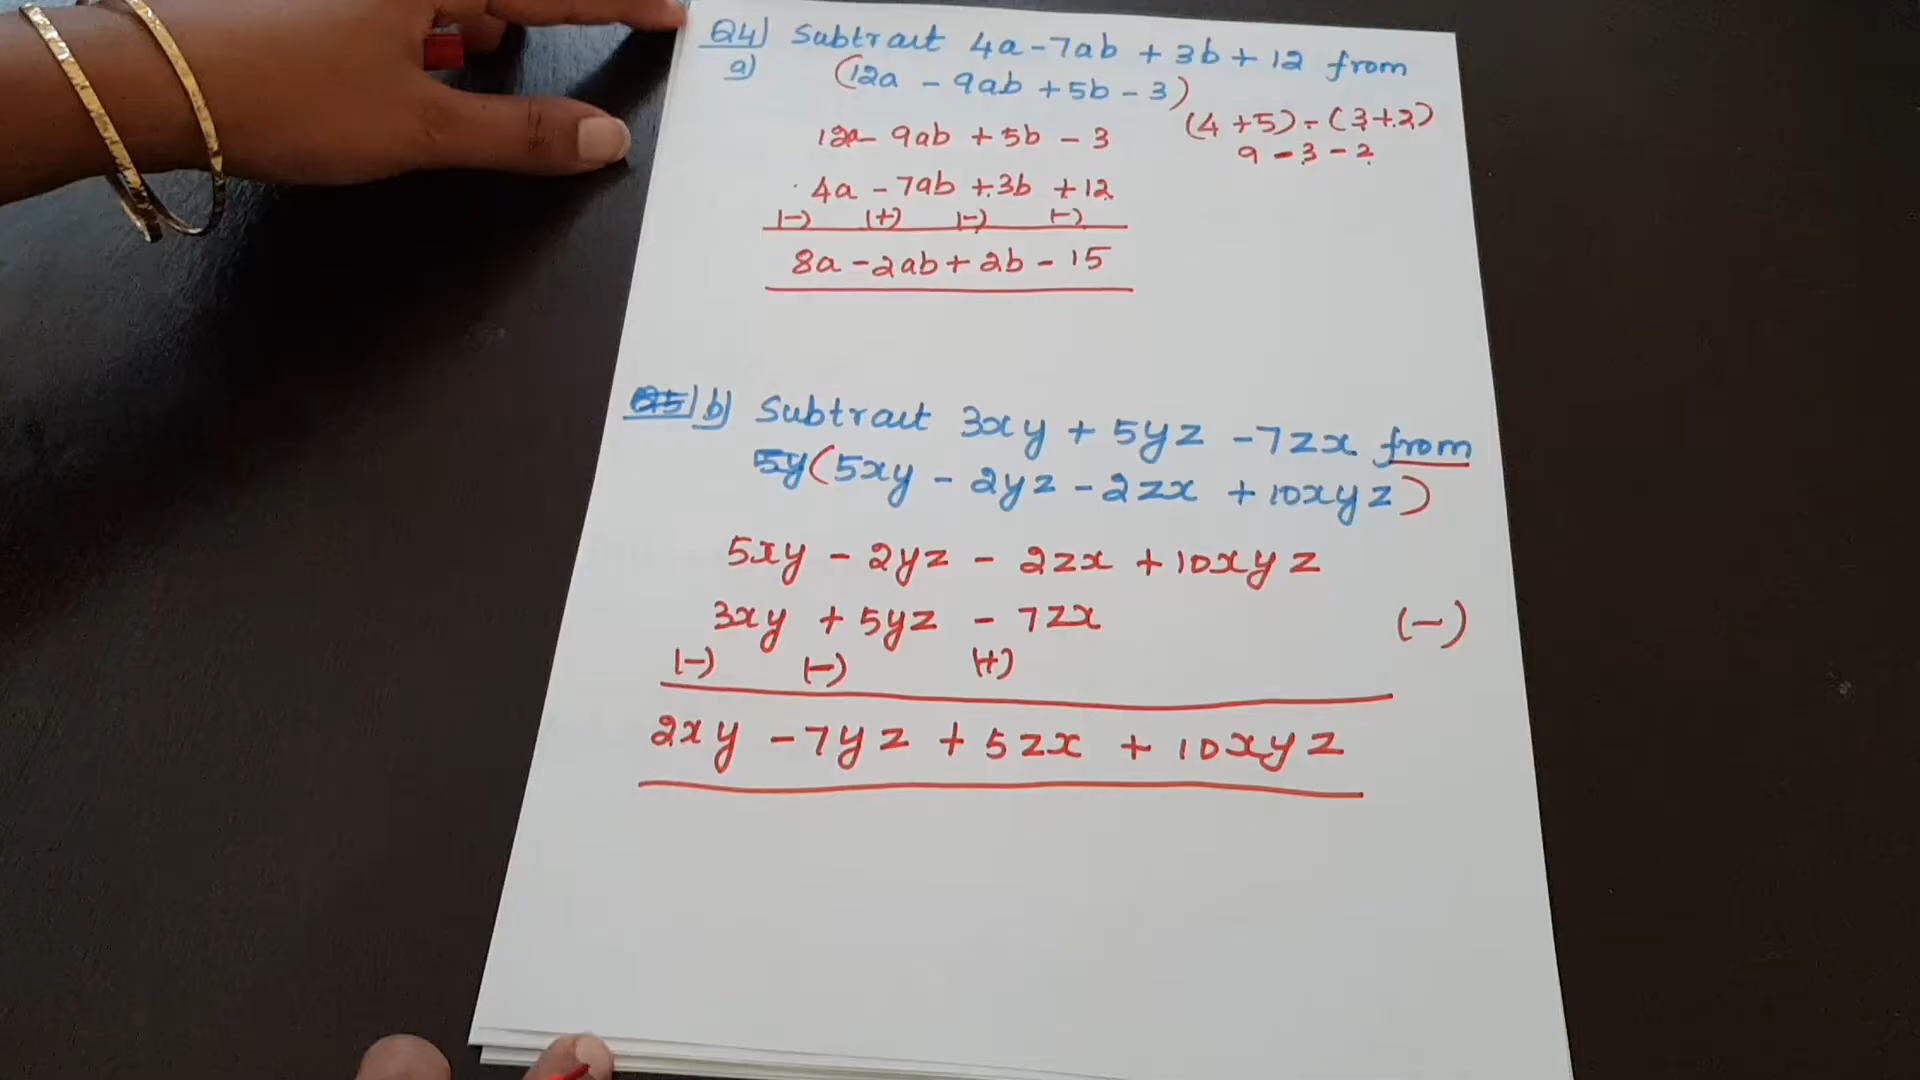 Q4) Subtract 4a - 7ab + 3b + 12 from
a) (12a - 9ab + 5b - 3)
(4 + 5) - (3 + 2)
9 - 3 - 2
12a - 9ab + 5b - 3
4a - 7ab + 3b + 12
(-) (+) (-) (-)
8a - 2ab + 2b - 15
Q5) b) Subtract 3xy + 5yz - 7zx from
5y (5xy - 2yz - 2zx + 10xyz)
5xy - 2yz - 2zx + 10xyz
3xy + 5yz - 7zx (-)
(-) (-) (+)
2xy - 7yz + 5zx + 10xyz